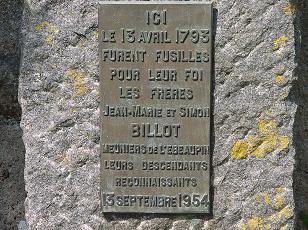 ICI
LE 13 AVRIL 1793
FURENT FUSILLES
POUR LEUR FOI
LES FRERES
JEAN-MARIE ET SIMON
BILLOT
MEUNIERS DE L'EBEAUPIN
LEURS DESCENDANTS
RECONNAISSANTS
13 SEPTEMBRE 1954